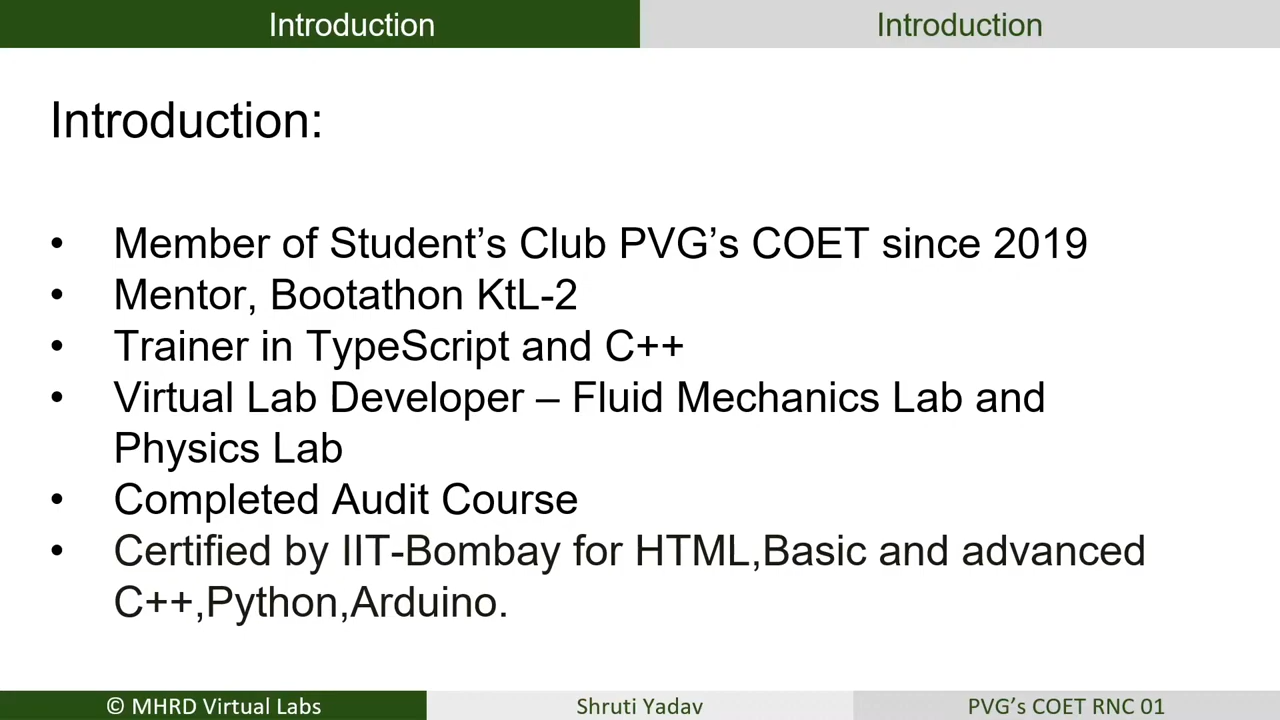 Introduction
Introduction
Introduction:
• Member of Student’s Club PVG’s COET since 2019
• Mentor, Bootathon KtL-2
• Trainer in TypeScript and C++
• Virtual Lab Developer – Fluid Mechanics Lab and
Physics Lab
• Completed Audit Course
• Certified by IIT-Bombay for HTML,Basic and advanced
C++,Python,Arduino.
© MHRD Virtual Labs
Shruti Yadav
PVG’s COET RNC 01